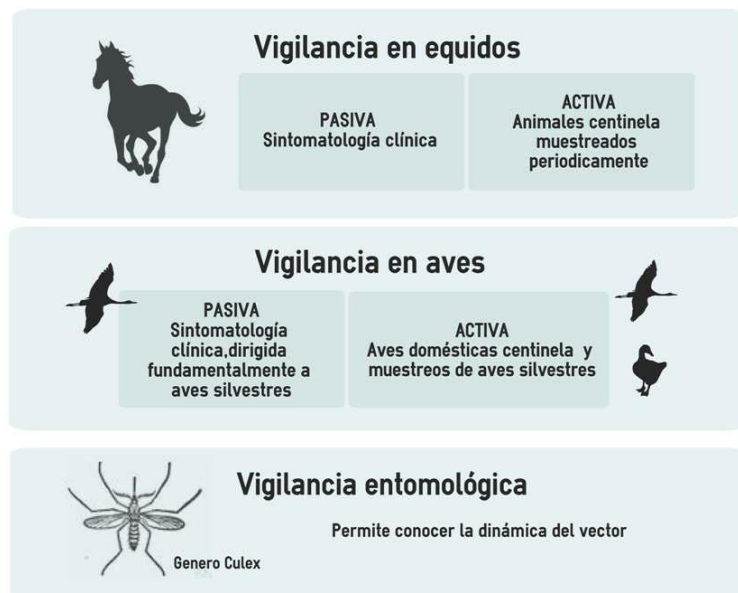 Vigilancia en equidos
PASIVA
Sintomatología clínica
ACTIVA
Animales centinela
muestreados
periodicamente
Vigilancia en aves
PASIVA
Sintomatología
clínica,dirigida
fundamentalmente a
aves silvestres
ACTIVA
Aves domésticas centinela y
muestreos de aves silvestres
Vigilancia entomológica
Permite conocer la dinámica del vector
Genero Culex